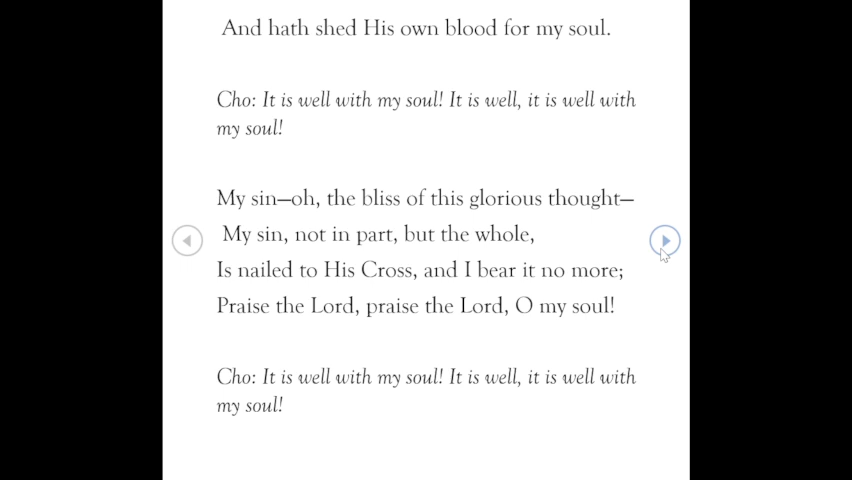 And hath shed His own blood for my soul.
Cho: It is well with my soul! It is well, it is well with
my soul!
My sin—oh, the bliss of this glorious thought—
My sin, not in part, but the whole,
Is nailed to His Cross, and I bear it no more;
Praise the Lord, praise the Lord, O my soul!
Cho: It is well with my soul! It is well, it is well with
my soul!